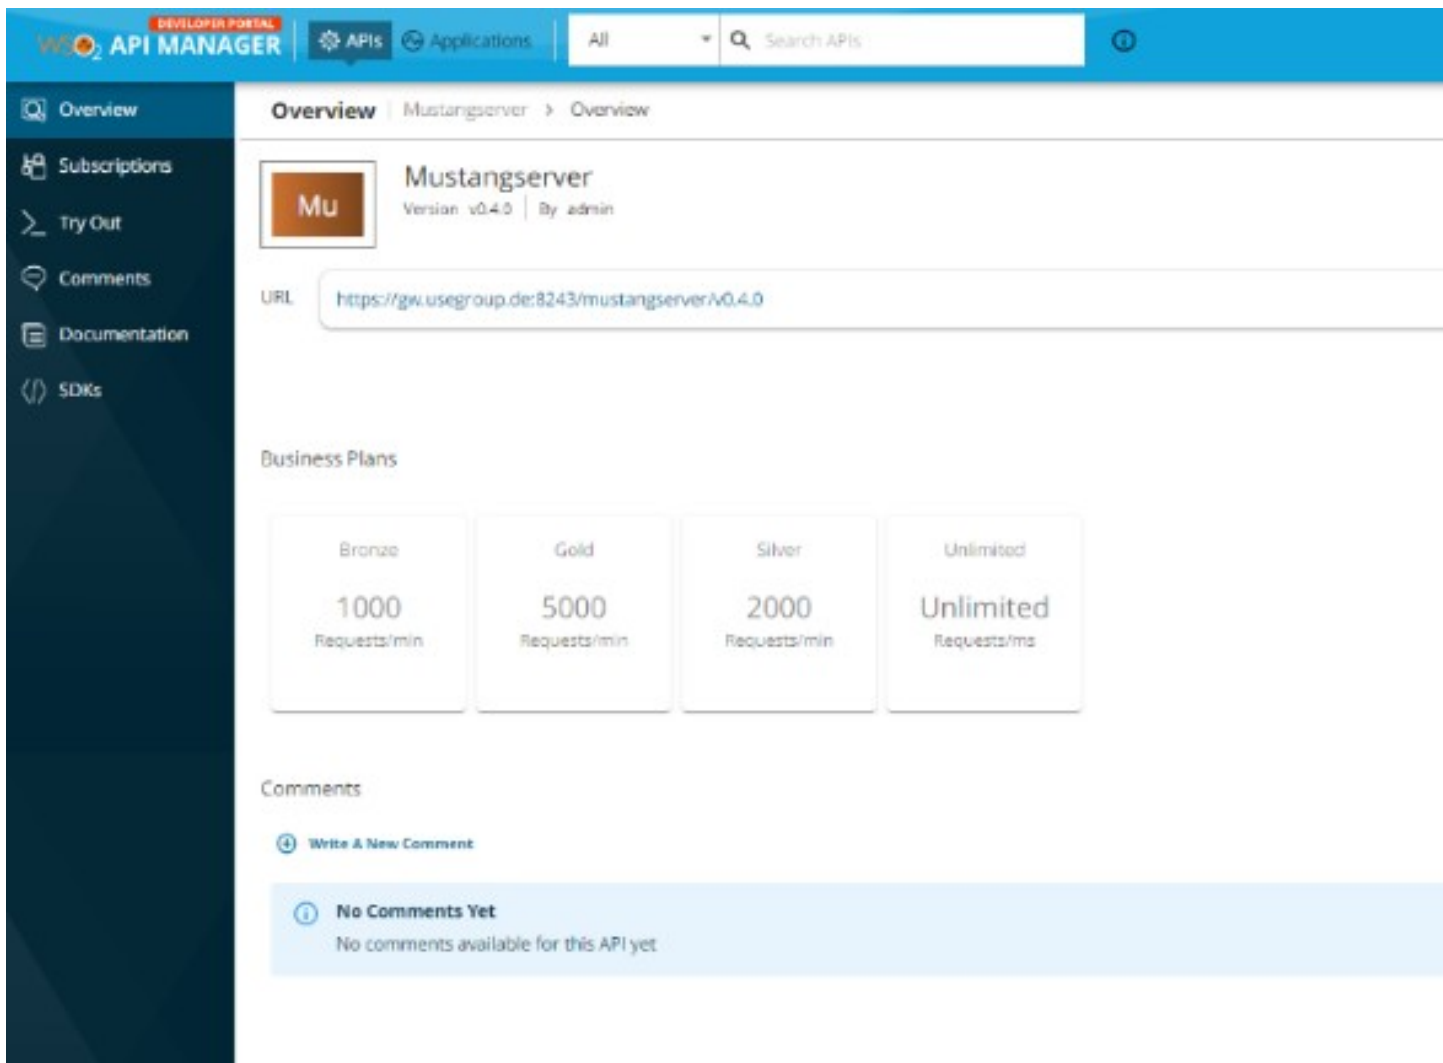 DEVELOPER PORTAL
WSO2 API MANAGER
APIs
Applications
All
Search APIs
Overview
Subscriptions
Try Out
Comments
Documentation
SDKs
Overview Mustangserver > Overview
Mu
Mustangserver
Version v0.4.0 By admin
URL https://gw.usegroup.de:8243/mustangserver/v0.4.0
Business Plans
Bronze
1000
Requests/min
Gold
5000
Requests/min
Silver
2000
Requests/min
Unlimited
Unlimited
Requests/ms
Comments
Write A New Comment
No Comments Yet
No comments available for this API yet